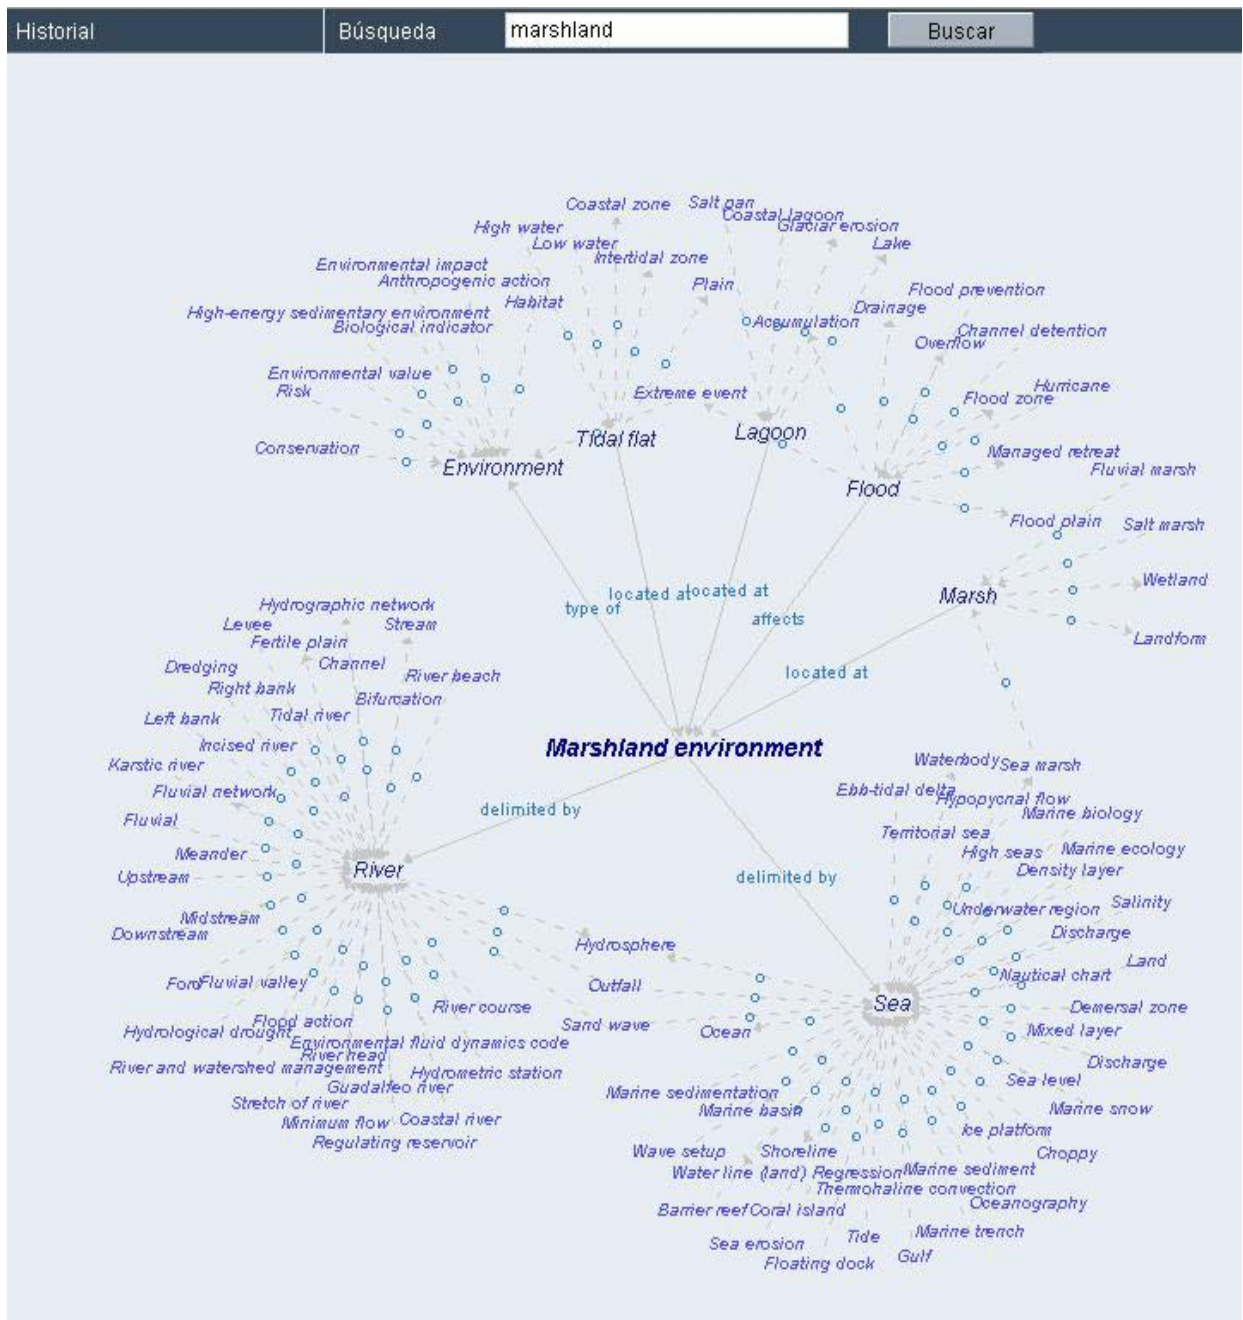 Historial
Búsqueda
marshland
Buscar
Coastal zone
Salt pan
Coastal lagoon
High water
Glaciar erosion
Low water
Lake
Intertidal zone
Environmental impact
Anthropogenic action
Plain
Flood prevention
Habitat
High-energy sedimentary environment
Drainage
Biological indicator
Accumulation
Channel detention
Overflow
Environmental value
Risk
Extreme event
Hurricane
Flood zone
Conservation
Tidal flat
Lagoon
Managed retreat
Environment
Fluvial marsh
Flood
Flood plain
Salt marsh
Wetland
Marsh
located at
located at
type of
affects
Landform
Hydrographic network
Levee
Stream
Fertile plain
Channel
Dredging
River beach
located at
Right bank
Bifurcation
Left bank
Tidal river
Incised river
Marshland environment
Karstic river
Waterbody
Sea marsh
Fluvial network
Ebb-tidal delta
Hypopycnal flow
delimited by
Fluvial
Marine biology
Territorial sea
Meander
High seas
Marine ecology
River
Density layer
Upstream
delimited by
Midstream
Underwater region
Salinity
Downstream
Hydrosphere
Discharge
Land
Ford
Fluvial valley
Outfall
Nautical chart
River course
Sea
Demersal zone
Flood action
Sand wave
Ocean
Mixed layer
Hydrological drought
Environmental fluid dynamics code
River head
River and watershed management
Hydrometric station
Discharge
Guadalfeo river
Sea level
Marine sedimentation
Stretch of river
Marine basin
Marine snow
Minimum flow
Coastal river
Ice platform
Regulating reservoir
Wave setup
Shoreline
Choppy
Water line (land)
Regression
Marine sediment
Thermohaline convection
Oceanography
Barrier reef
Coral island
Marine trench
Sea erosion
Tide
Gulf
Floating dock